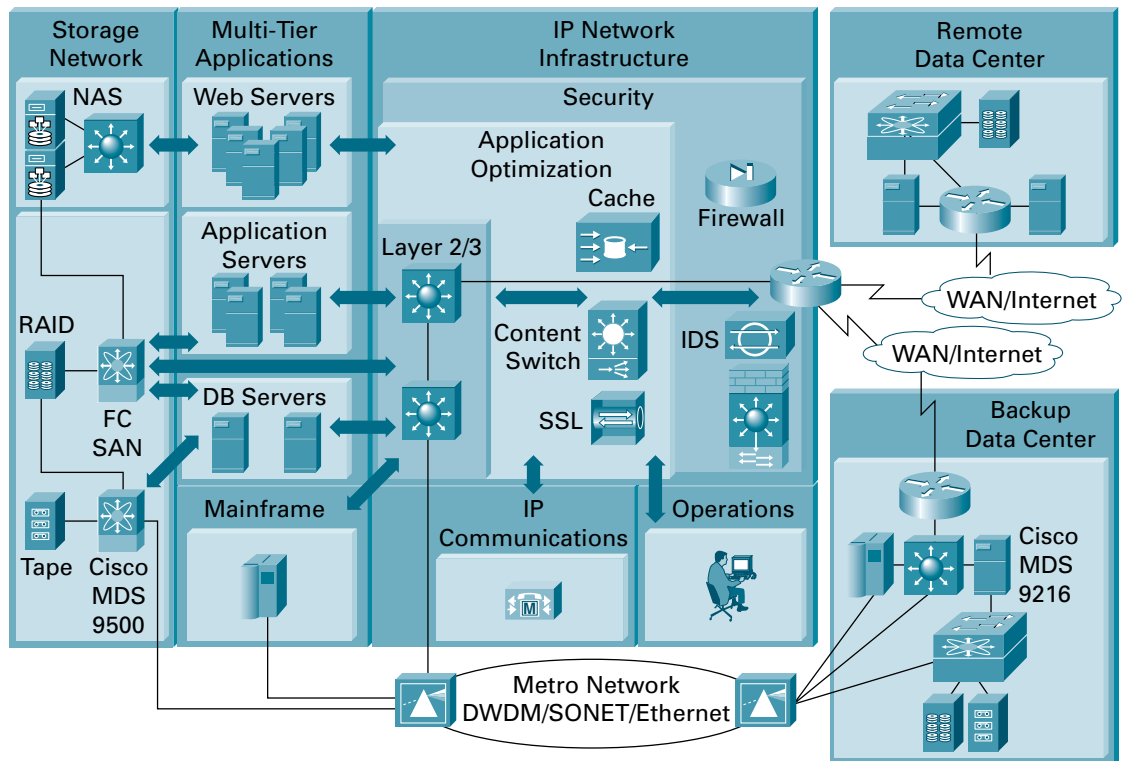 Storage
Network
Multi-Tier
Applications
IP Network
Infrastructure
Remote
Data Center
NAS
Web Servers
Security
Application
Optimization
Cache
Firewall
Application
Servers
Layer 2/3
RAID
FC
SAN
DB Servers
Content
Switch
IDS
SSL
WAN/Internet
WAN/Internet
Backup
Data Center
Tape
Cisco
MDS
9500
Mainframe
IP
Communications
M
Operations
Cisco
MDS
9216
Metro Network
DWDM/SONET/Ethernet